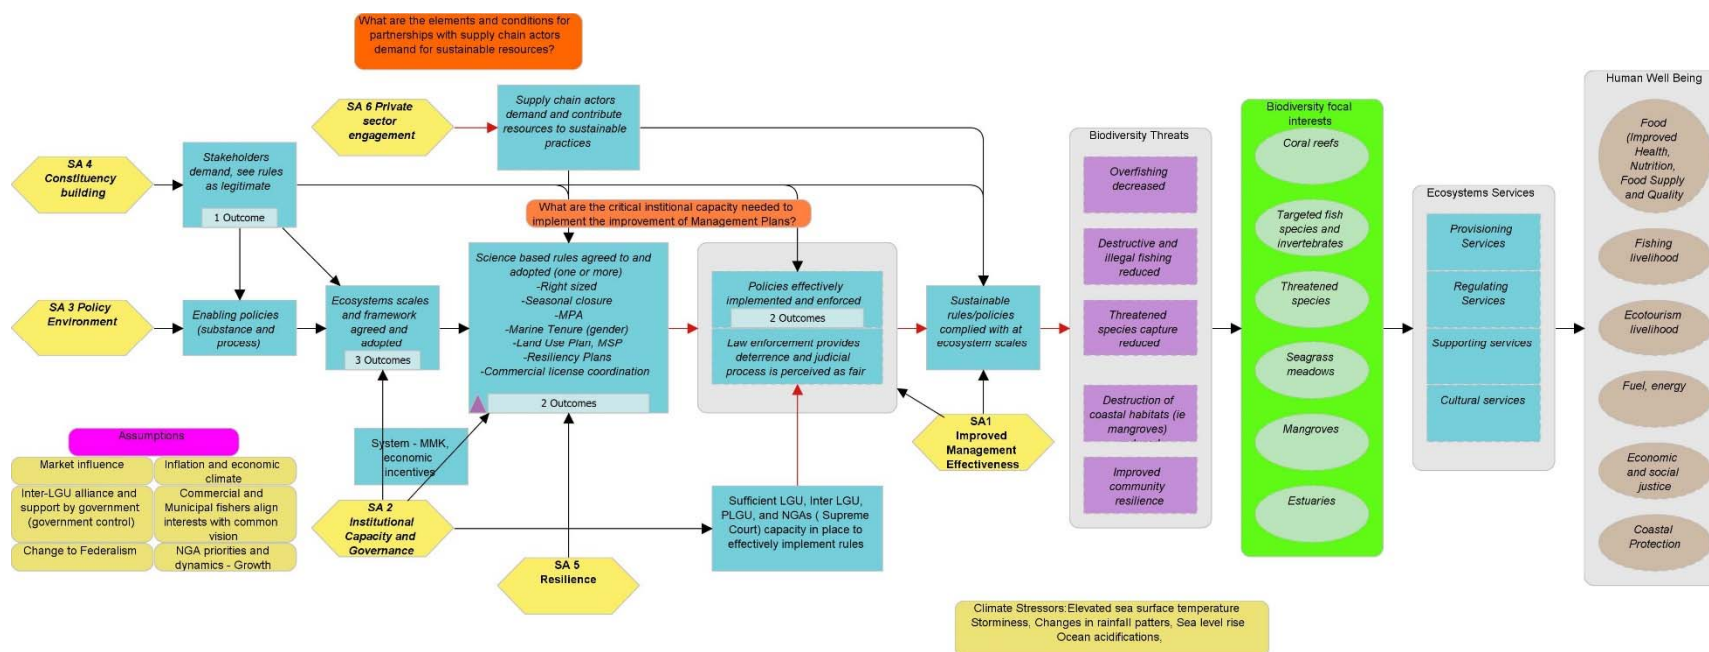 What are the elements and conditions for
partnerships with supply chain actors
demand for sustainable resources?
SA 6 Private
sector
engagement
Supply chain actors
demand and contribute
resources to sustainable
practices
SA 4
Constituency
building
Stakeholders
demand, see rules
as legitimate
1 Outcome
What are the critical institional capacity needed to
implement the improvement of Management Plans?
SA 3 Policy
Environment
Enabling policies
(substance and
process)
Ecosystems scales
and framework
agreed and
adopted
3 Outcomes
Science based rules agreed to and
adopted (one or more)
-Right sized
-Seasonal closure
-MPA
-Marine Tenure (gender)
-Land Use Plan, MSP
-Resiliency Plans
-Commercial license coordination
2 Outcomes
Policies effectively
implemented and enforced
2 Outcomes
Law enforcement provides
deterrence and judicial
process is perceived as fair
Sustainable
rules/policies
complied with at
ecosystem scales
SA1
Improved
Management
Effectiveness
System - MMK,
economic
incentives
SA 2
Institutional
Capacity and
Governance
SA 5
Resilience
Sufficient LGU, Inter LGU,
PLGU, and NGAs ( Supreme
Court) capacity in place to
effectively implement rules
Assumptions
Market influence
Inflation and economic
climate
Inter-LGU alliance and
support by government
(government control)
Commercial and
Municipal fishers align
interests with common
vision
Change to Federalism
NGA priorities and
dynamics - Growth
Biodiversity Threats
Overfishing
decreased
Destructive and
illegal fishing
reduced
Threatened
species capture
reduced
Destruction of
coastal habitats (ie
mangroves)
Improved
community
resilience
Biodiversity focal
interests
Coral reefs
Targeted fish
species and
invertebrates
Threatened
species
Seagrass
meadows
Mangroves
Estuaries
Ecosystems Services
Provisioning
Services
Regulating
Services
Supporting services
Cultural services
Human Well Being
Food
(Improved
Health,
Nutrition,
Food Supply
and Quality
Fishing
livelihood
Ecotourism
livelihood
Fuel, energy
Economic
and social
justice
Coastal
Protection
Climate Stressors:Elevated sea surface temperature
Storminess, Changes in rainfall patters, Sea level rise
Ocean acidifications,